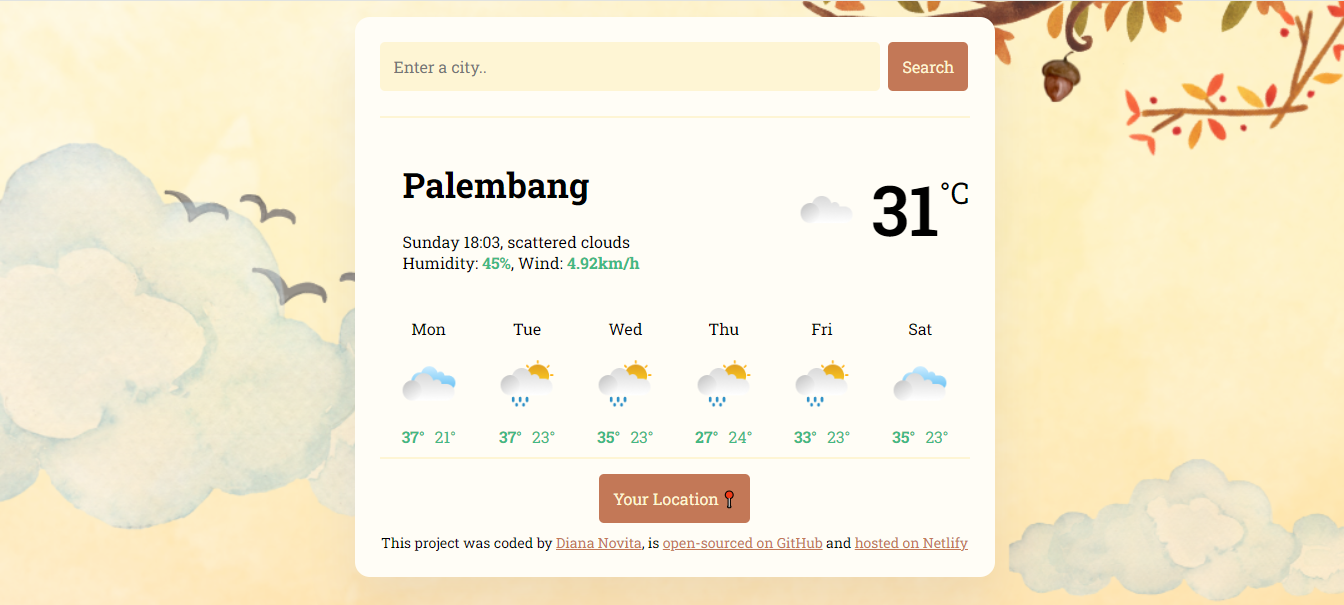 Enter a city..
Search
Palembang
31 °C
Sunday 18:03, scattered clouds
Humidity: 45%, Wind: 4.92km/h
Mon Tue Wed Thu Fri Sat
37° 21° 37° 23° 35° 23° 27° 24° 33° 23° 35° 23°
Your Location📍
This project was coded by Diana Novita, is open-sourced on GitHub and hosted on Netlify